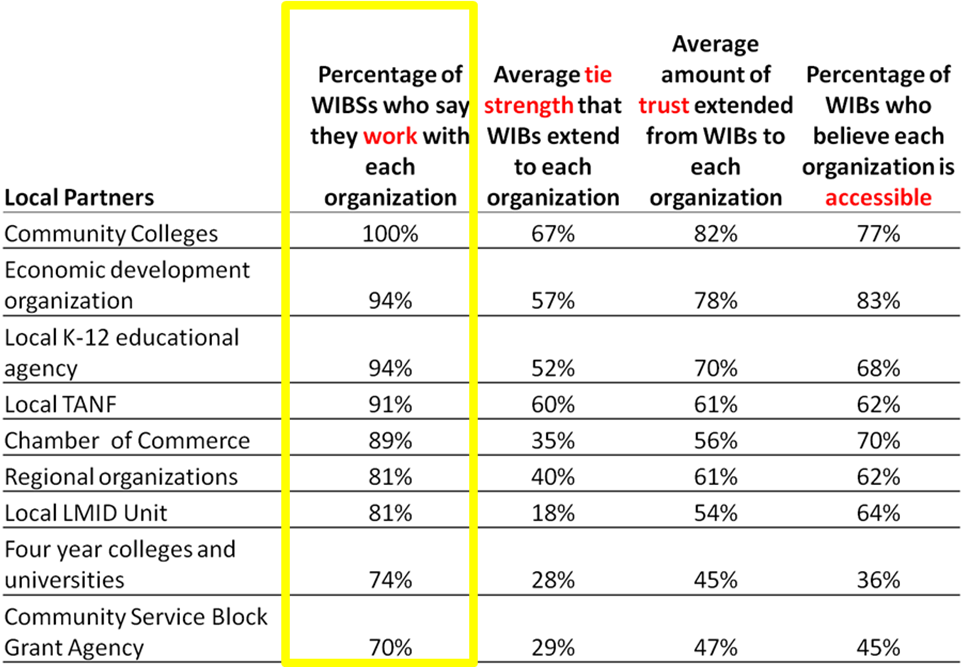 Local Partners
Percentage of
WIBSs who say
they work with
each
organization
Average tie
strength that
WIBs extend
to each
organization
Average
amount of
trust extended
from WIBs to
each
organization
Percentage of
WIBs who
believe each
organization is
accessible
Community Colleges 100% 67% 82% 77%
Economic development
organization 94% 57% 78% 83%
Local K-12 educational
agency 94% 52% 70% 68%
Local TANF 91% 60% 61% 62%
Chamber of Commerce 89% 35% 56% 70%
Regional organizations 81% 40% 61% 62%
Local LMID Unit 81% 18% 54% 64%
Four year colleges and
universities 74% 28% 45% 36%
Community Service Block
Grant Agency 70% 29% 47% 45%